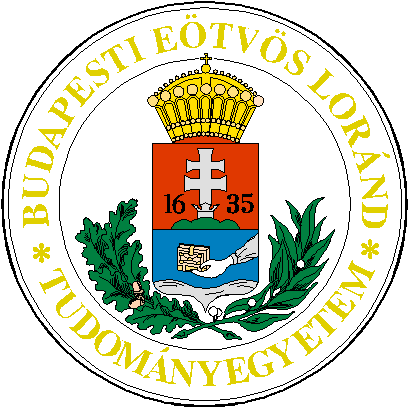 BUDAPESTI EÖTVÖS LORÁND
16 35
* TUDOMÁNYEGYETEM *